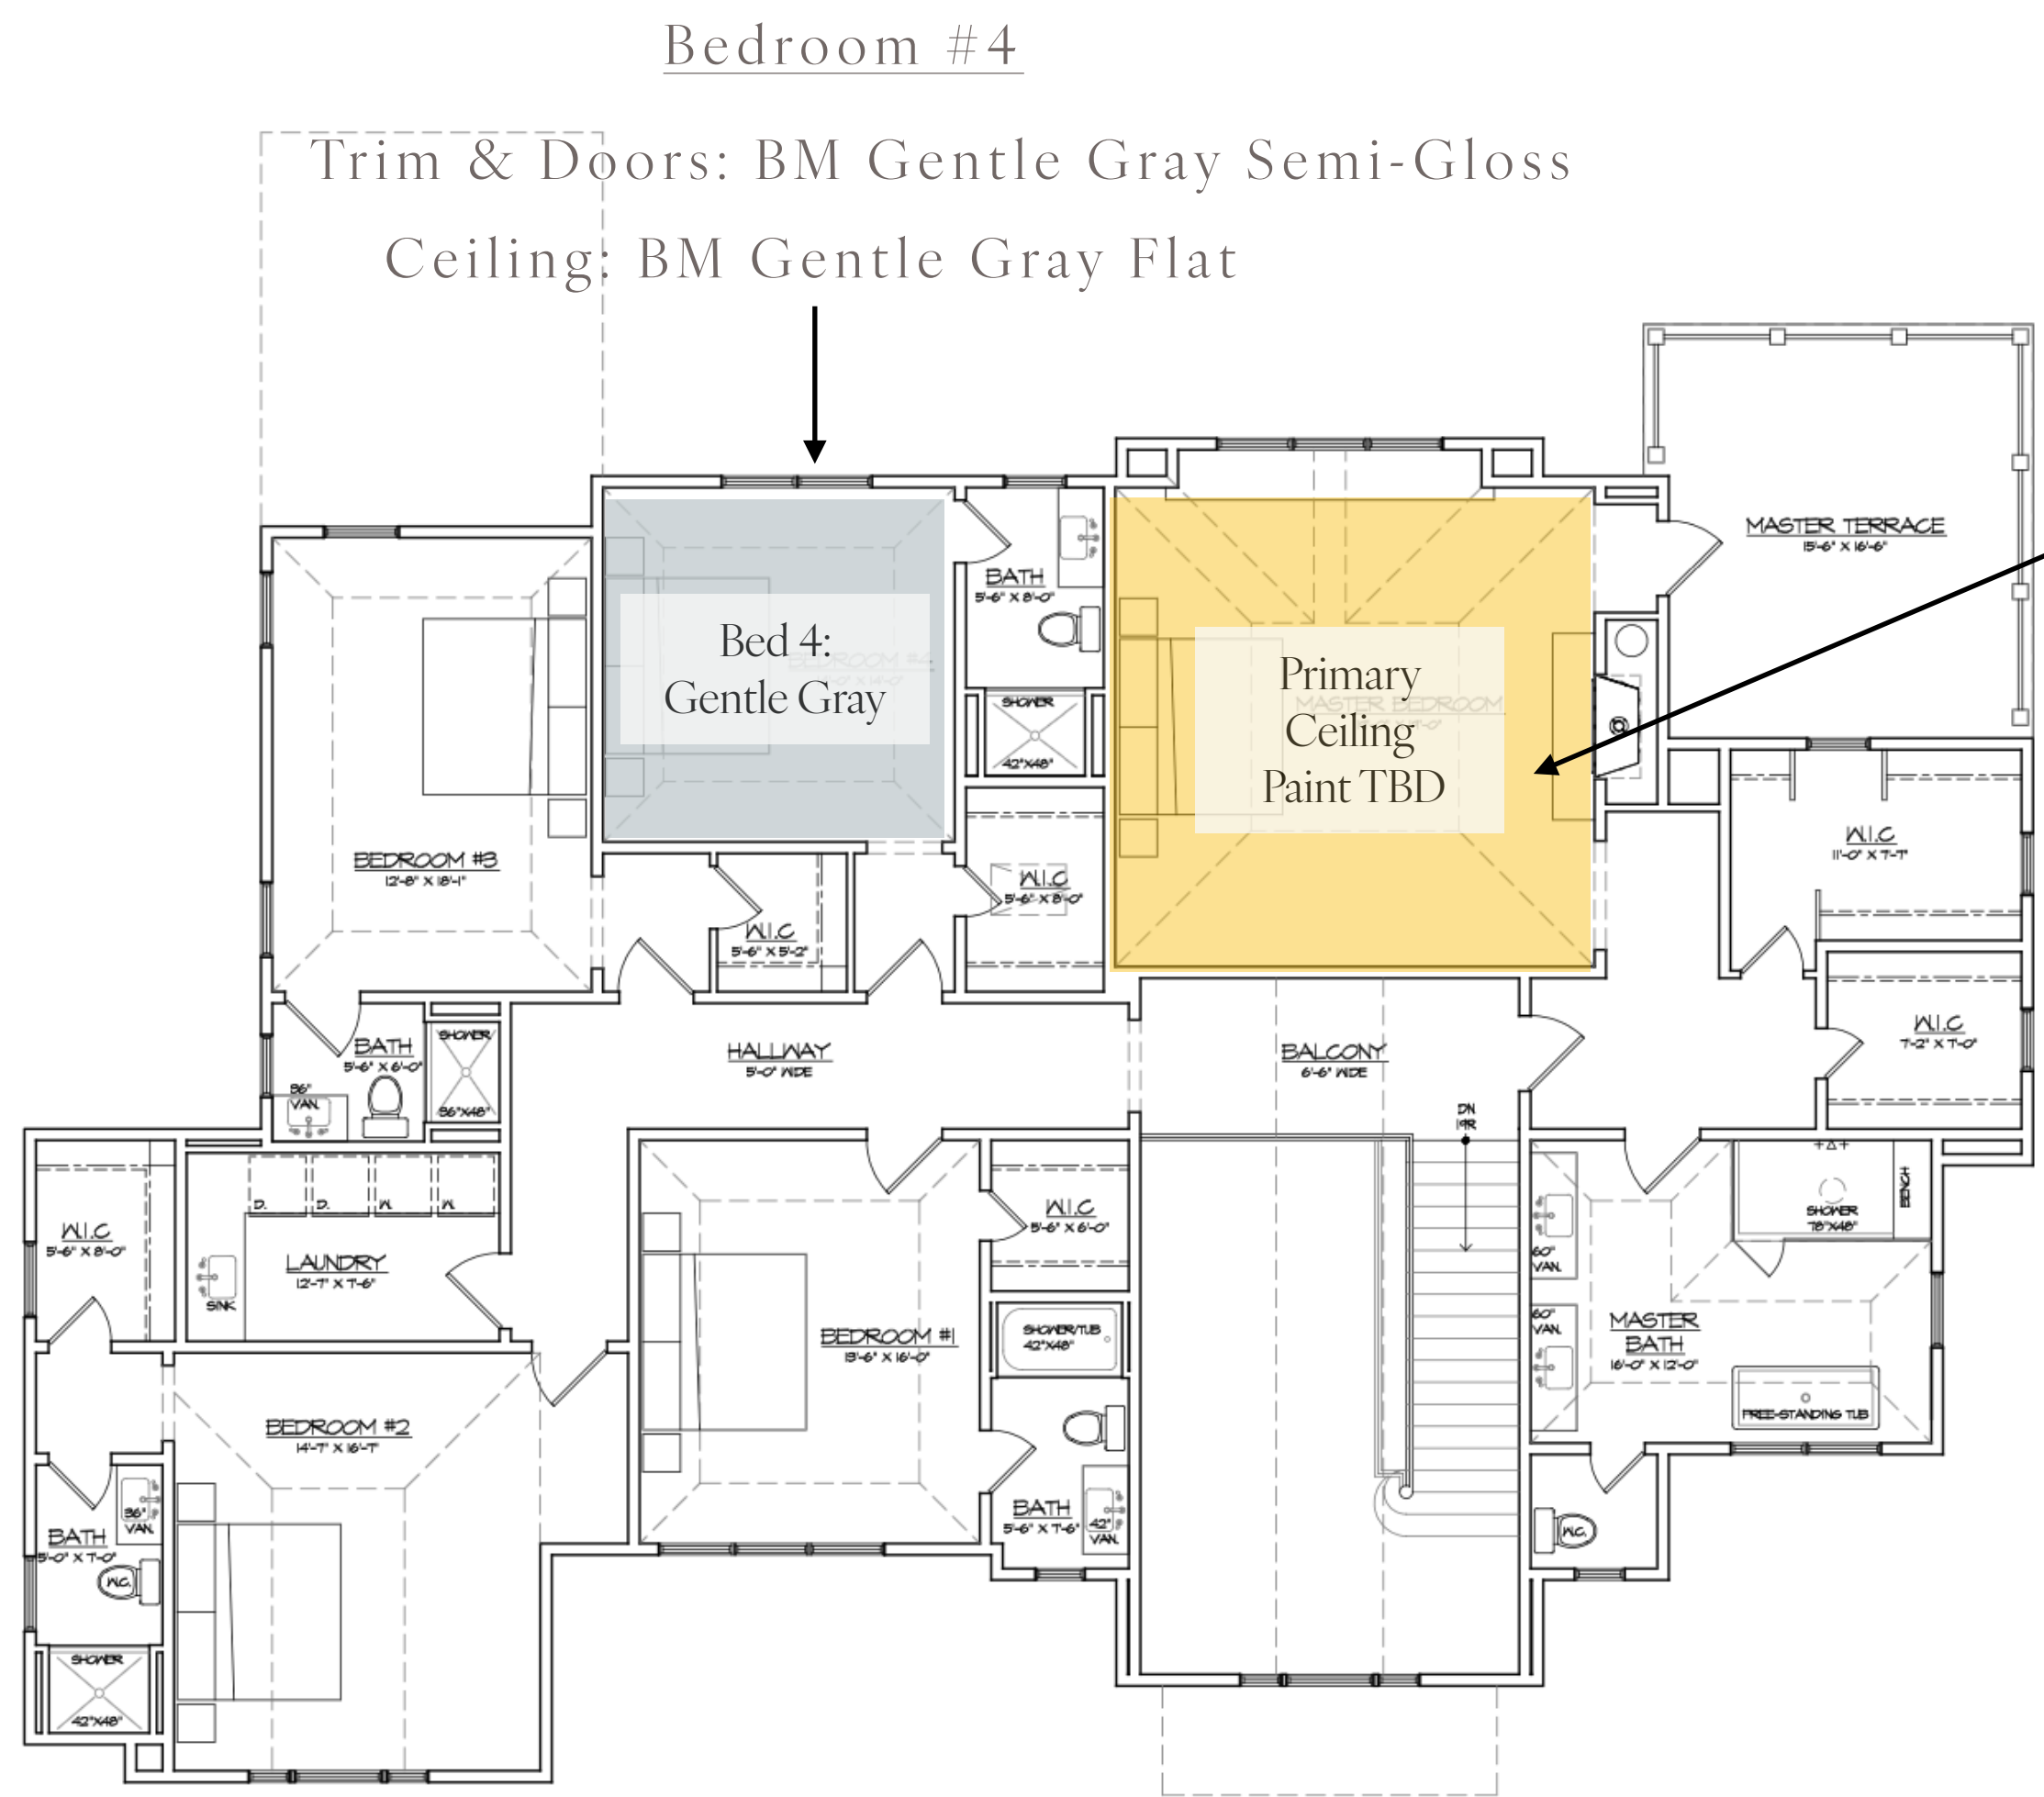 Bedroom #4
Trim & Doors: BM Gentle Gray Semi-Gloss
Ceiling: BM Gentle Gray Flat
MASTER TERRACE
15'-6" X 16'-6"
BATH
5'-6" X 8'-0"
Bed 4:
Gentle Gray
BEDROOM #4
Primary
Ceiling
Paint TBD
MASTER BEDROOM
SHOWER
42"X48"
W.I.C
11'-0" X 7'-7"
BEDROOM #3
12'-8" X 18'-1"
W.I.C
5'-6" X 8'-0"
W.I.C
5'-6" X 5'-2"
W.I.C
7'-2" X 7'-0"
BATH
5'-6" X 6'-0"
SHOWER
36"X48"
36"
VAN.
HALLWAY
5'-0" WIDE
BALCONY
6'-6" WIDE
DN
19R
W.I.C
5'-6" X 8'-0"
D.
D.
W.
W.
LAUNDRY
12'-7" X 7'-6"
SINK
W.I.C
5'-6" X 6'-0"
SHOWER
78"X48"
BENCH
60"
VAN.
60"
VAN.
MASTER
BATH
16'-0" X 12'-0"
FREE-STANDING TUB
BEDROOM #1
13'-6" X 16'-0"
SHOWER/TUB
42"X48"
BEDROOM #2
14'-7" X 16'-7"
BATH
5'-6" X 7'-6"
42"
VAN.
W.C.
36"
VAN.
BATH
5'-0" X 7'-0"
W.C.
SHOWER
42"X48"